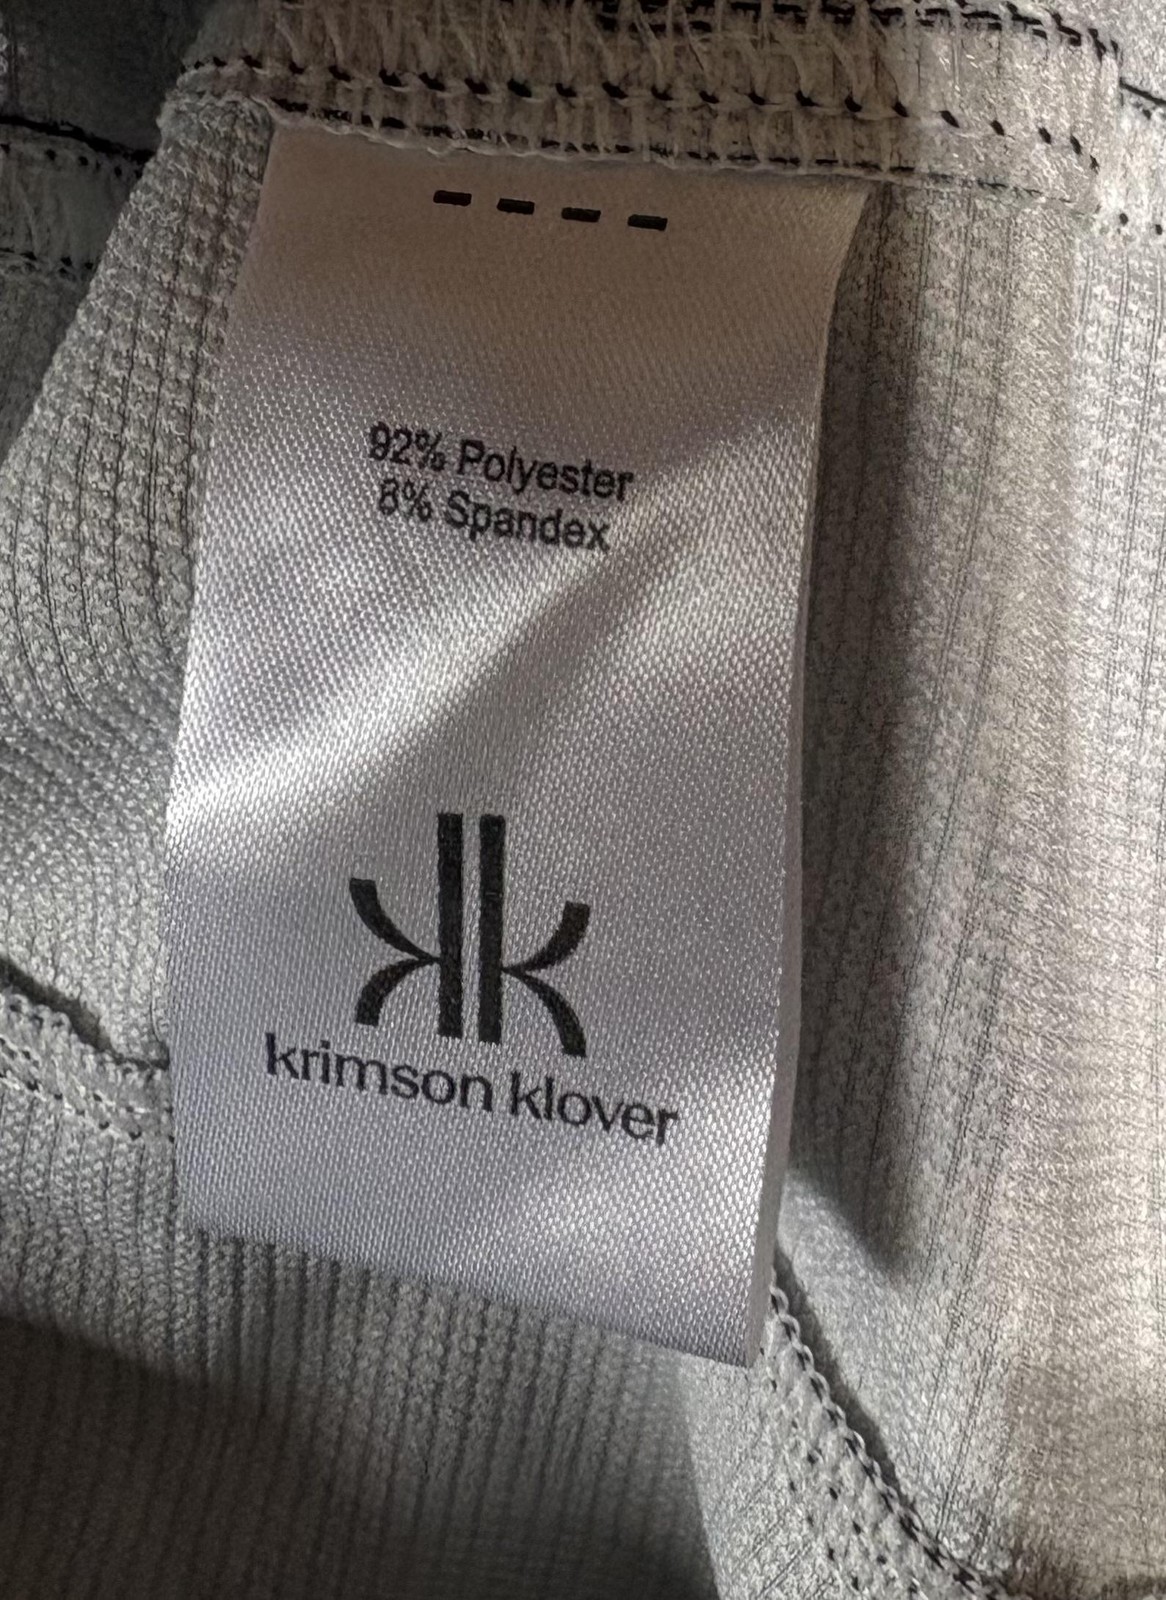 92% Polyester
8% Spandex
krimson klover